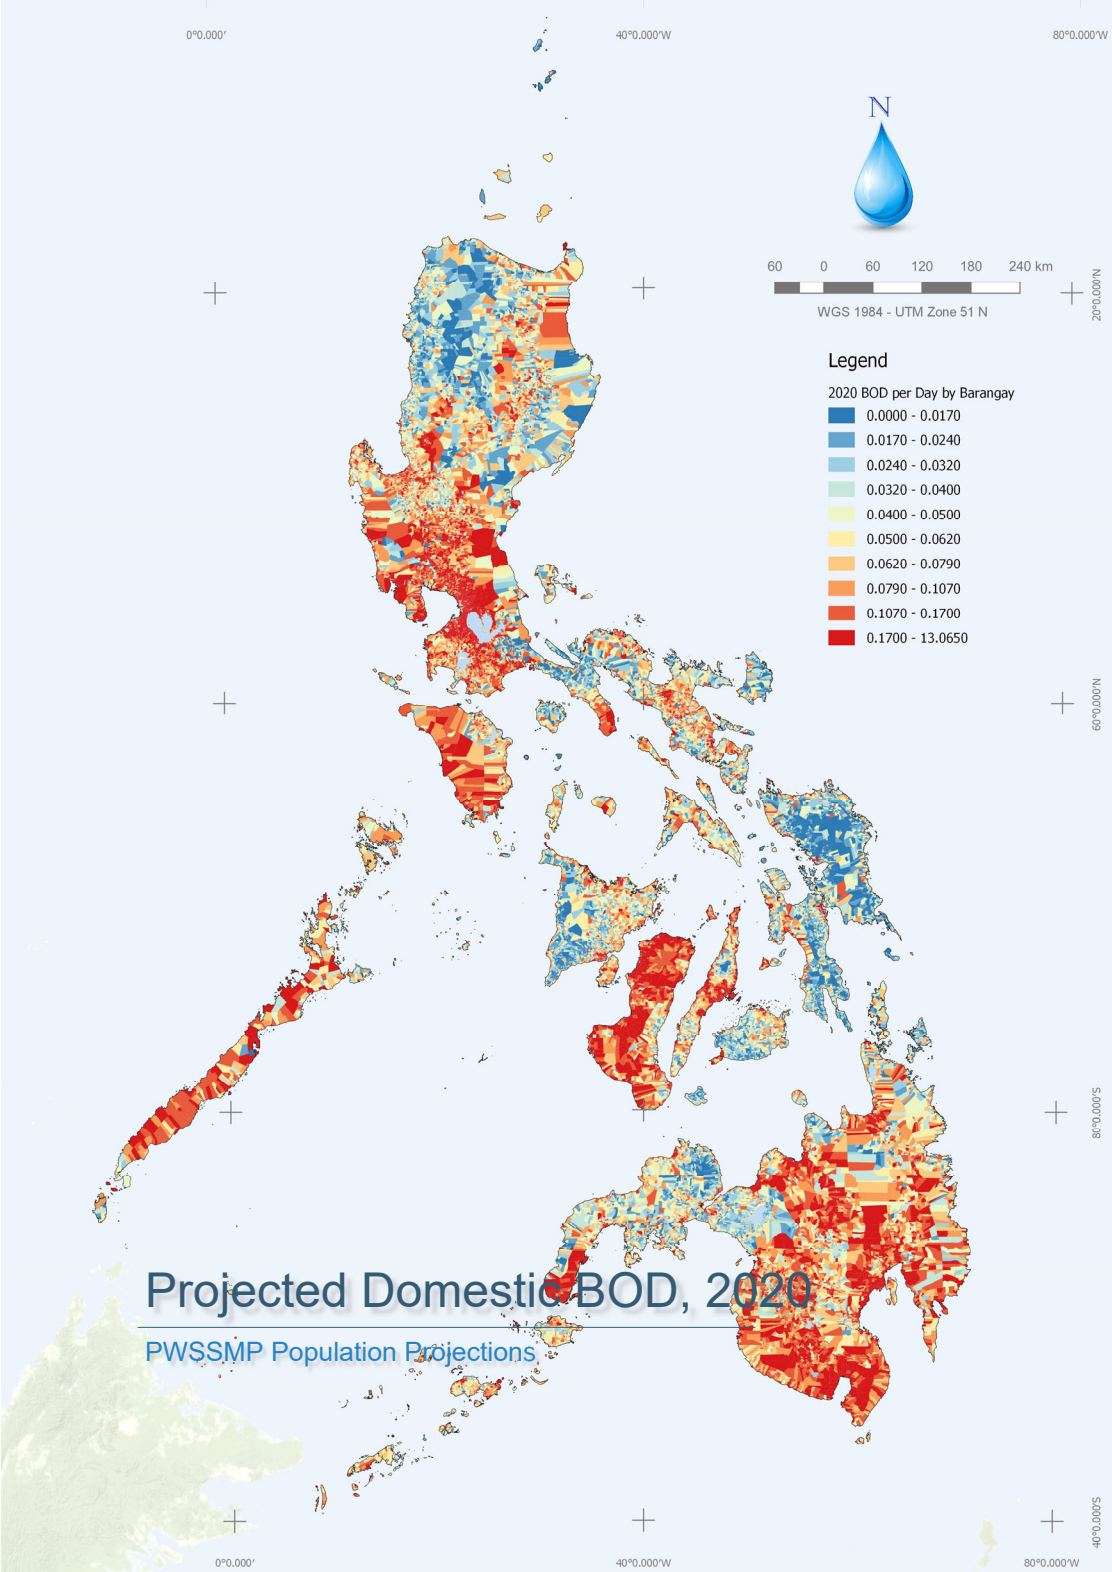 0°0.000′
40°0.000′W
80°0.000′W
N
60 0 60 120 180 240 km
WGS 1984 - UTM Zone 51 N
20°0.000′N
Legend
2020 BOD per Day by Barangay
0.0000 - 0.0170
0.0170 - 0.0240
0.0240 - 0.0320
0.0320 - 0.0400
0.0400 - 0.0500
0.0500 - 0.0620
0.0620 - 0.0790
0.0790 - 0.1070
0.1070 - 0.1700
0.1700 - 13.0650
60°0.000′N
80°0.000′S
Projected Domestic BOD, 2020
PWSSMP Population Projections
40°0.000′S
0°0.000′
40°0.000′W
80°0.000′W